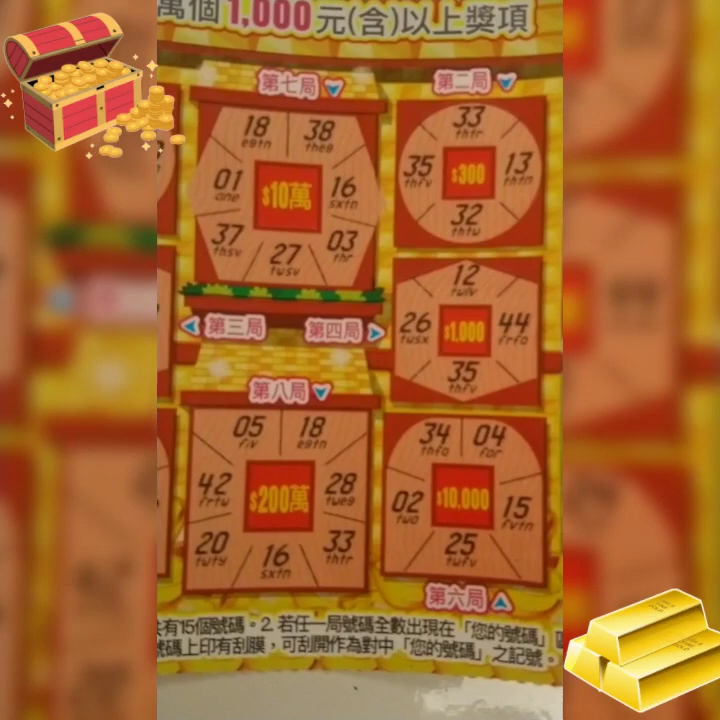 萬個1,000元(含)以上獎項
第七局
18 egtn
38 theg
01 one
$10萬
16 sxtn
37 thsv
27 twsv
03 thr
第二局
33 thtr
35 thfv
$300
13 thtn
32 thtw
第三局
第四局
12 twlv
26 twsx
$1,000
44 frfo
35 thfv
第八局
05 fiv
18 egtn
42 frtw
$200萬
28 tweg
20 twty
16 sxtn
33 thtr
34 thfo
04 for
02 two
$10,000
15 fvtn
25 twfv
第六局
有15個號碼。2. 若任一局號碼全數出現在「您的號碼」
號碼上印有刮膜,可刮開作為對中「您的號碼」之記號。